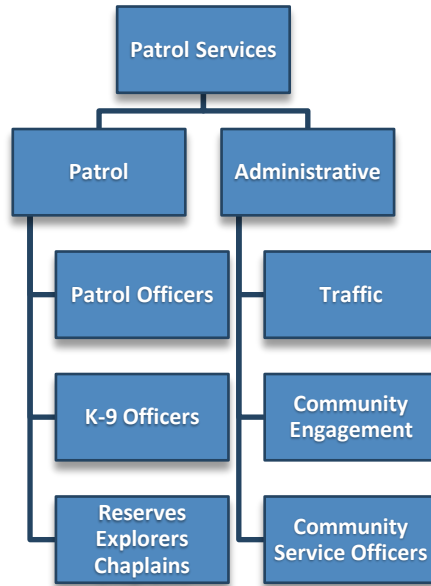 Patrol Services
Patrol
Administrative
Patrol Officers
Traffic
K-9 Officers
Community
Engagement
Reserves
Explorers
Chaplains
Community
Service Officers